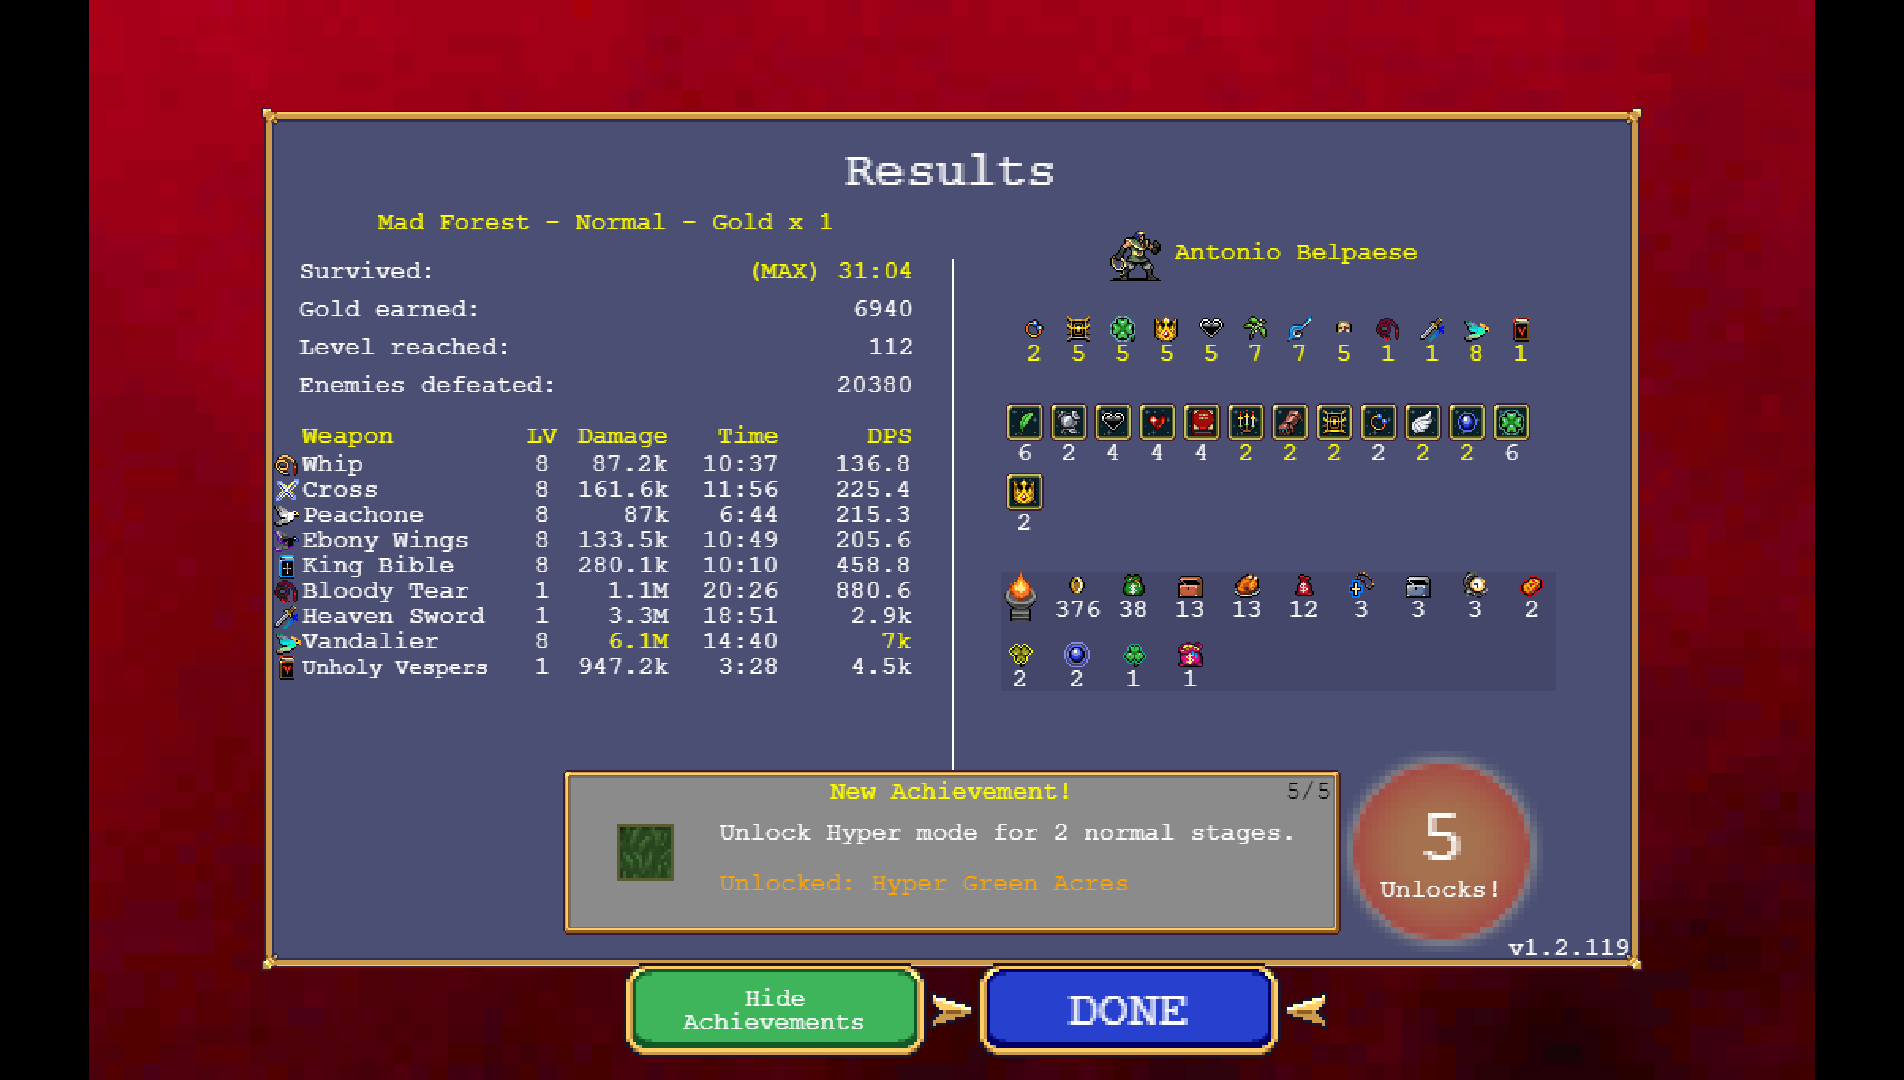 Results
Mad Forest - Normal - Gold x 1
Survived: (MAX) 31:04
Gold earned: 6940
Level reached: 112
Enemies defeated: 20380
Weapon LV Damage Time DPS
Whip 8 87.2k 10:37 136.8
Cross 8 161.6k 11:56 225.4
Peachone 8 87k 6:44 215.3
Ebony Wings 8 133.5k 10:49 205.6
King Bible 8 280.1k 10:10 458.8
Bloody Tear 1 1.1M 20:26 880.6
Heaven Sword 1 3.3M 18:51 2.9k
Vandalier 8 6.1M 14:40 7k
Unholy Vespers 1 947.2k 3:28 4.5k
Antonio Belpaese
2 5 5 5 5 7 7 5 1 1 8 1
6 2 4 4 4 2 2 2 2 2 2 6
2
376 38 13 13 12 3 3 3 2
2 2 1 1
New Achievement! 5/5
Unlock Hyper mode for 2 normal stages.
Unlocked: Hyper Green Acres
5
Unlocks!
v1.2.119
Hide
Achievements
DONE